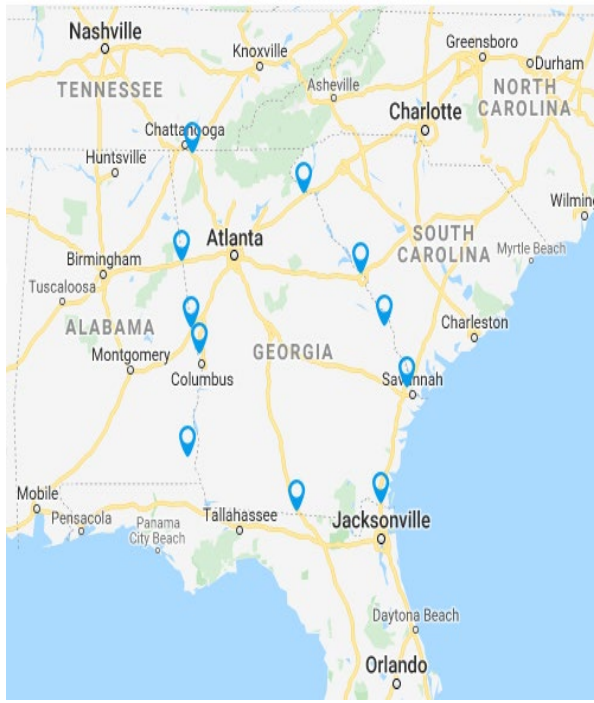 Nashville
Knoxville
Greensboro
Durham
TENNESSEE
Asheville
NORTH
CAROLINA
Charlotte
Chattanooga
Huntsville
Wilming
Atlanta
SOUTH
CAROLINA
Myrtle Beach
Birmingham
Tuscaloosa
ALABAMA
Charleston
GEORGIA
Montgomery
Columbus
Savannah
Mobile
Pensacola
Panama
City Beach
Tallahassee
Jacksonville
Daytona Beach
Orlando